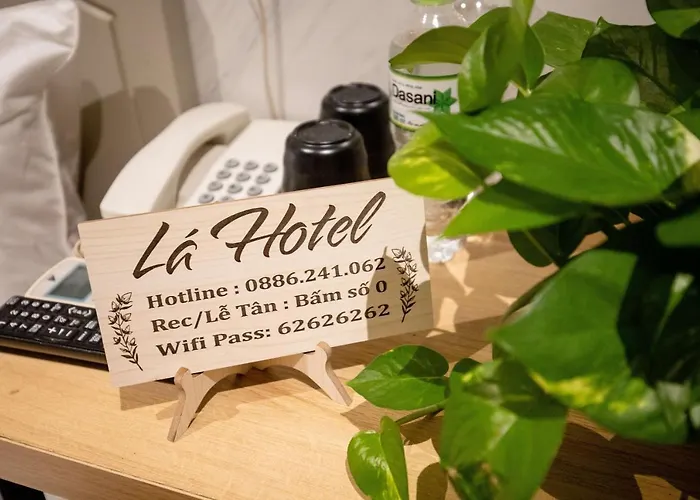 Dasani
Lá Hotel
Hotline : 0886.241.062
Rec/Lễ Tân : Bấm số 0
Wifi Pass: 62626262